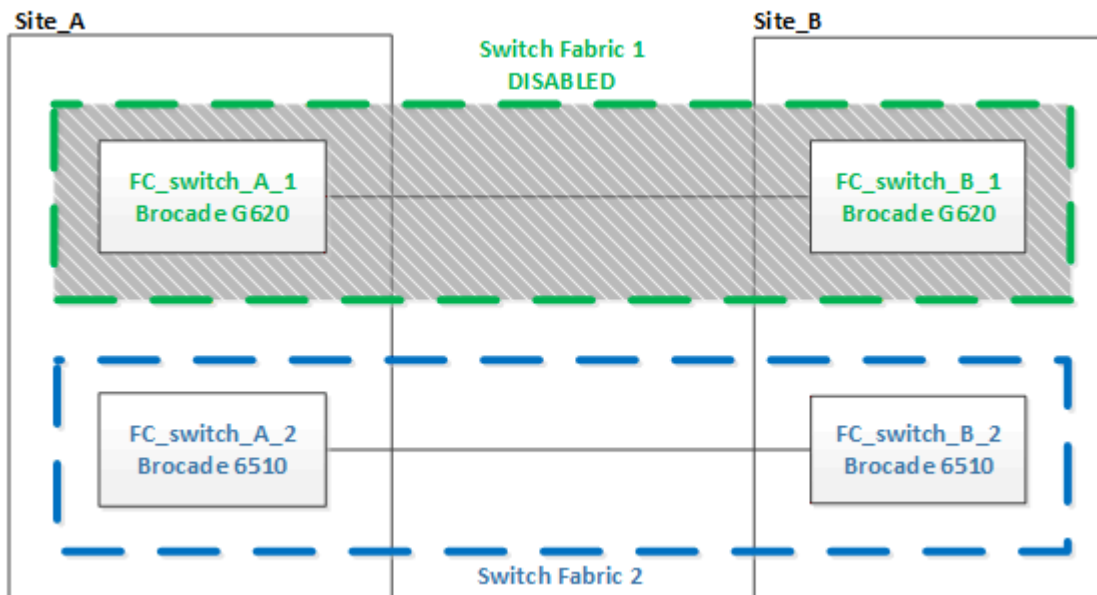 Site_A
Site_B
Switch Fabric 1
DISABLED
FC_switch_A_1
Brocade G620
FC_switch_B_1
Brocade G620
FC_switch_A_2
Brocade 6510
FC_switch_B_2
Brocade 6510
Switch Fabric 2